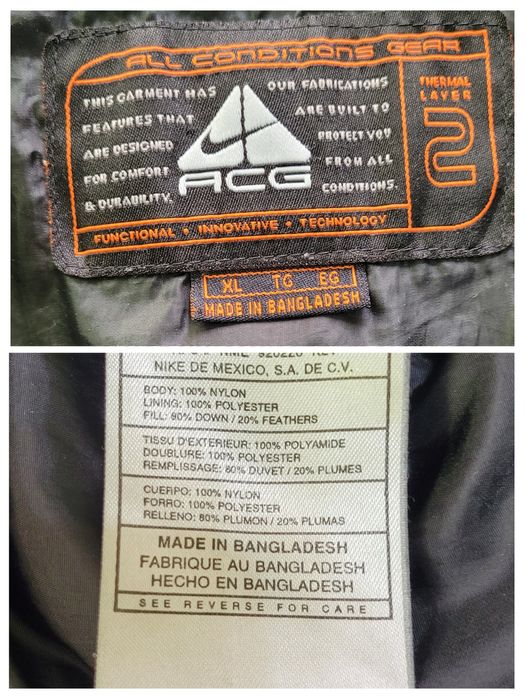 ALL CONDITIONS GEAR
THIS GARMENT HAS
FEATURES THAT
ARE DESIGNED
FOR COMFORT
& DURABILITY.
ACG
OUR FABRICATIONS
ARE BUILT TO
PROTECT YOU
FROM ALL
CONDITIONS.
THERMAL
LAYER
2
FUNCTIONAL • INNOVATIVE • TECHNOLOGY
XL TG EG
MADE IN BANGLADESH
NIKE DE MEXICO, S.A. DE C.V.
BODY: 100% NYLON
LINING: 100% POLYESTER
FILL: 80% DOWN / 20% FEATHERS
TISSU D'EXTERIEUR: 100% POLYAMIDE
DOUBLURE: 100% POLYESTER
REMPLISSAGE: 80% DUVET / 20% PLUMES
CUERPO: 100% NYLON
FORRO: 100% POLYESTER
RELLENO: 80% PLUMON / 20% PLUMAS
MADE IN BANGLADESH
FABRIQUE AU BANGLADESH
HECHO EN BANGLADESH
SEE REVERSE FOR CARE